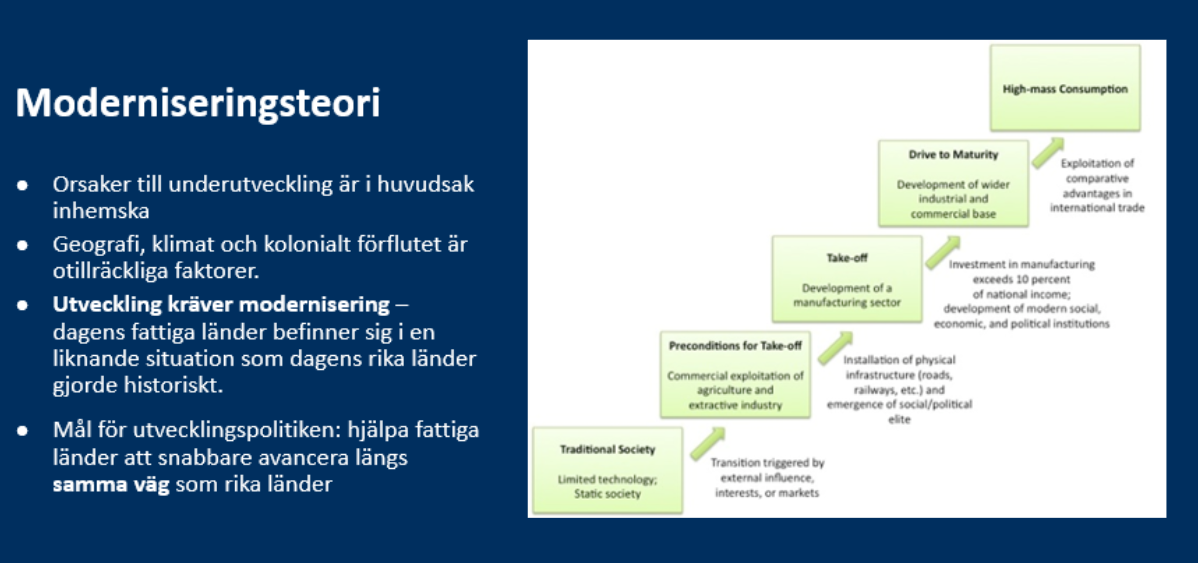 Moderniseringsteori
● Orsaker till underutveckling är i huvudsak
inhemska
● Geografi, klimat och kolonialt förflutet är
otillräckliga faktorer.
● Utveckling kräver modernisering –
dagens fattiga länder befinner sig i en
liknande situation som dagens rika länder
gjorde historiskt.
● Mål för utvecklingspolitiken: hjälpa fattiga
länder att snabbare avancera längs
samma väg som rika länder
High-mass Consumption
Drive to Maturity
Development of wider
industrial and
commercial base
Exploitation of
comparative
advantages in
international trade
Take-off
Development of a
manufacturing sector
Investment in manufacturing
exceeds 10 percent
of national income;
development of modern social,
economic, and political institutions
Preconditions for Take-off
Commercial exploitation of
agriculture and
extractive industry
Installation of physical
infrastructure (roads,
railways, etc.) and
emergence of social/political
elite
Traditional Society
Limited technology;
Static society
Transition triggered by
external influence,
interests, or markets